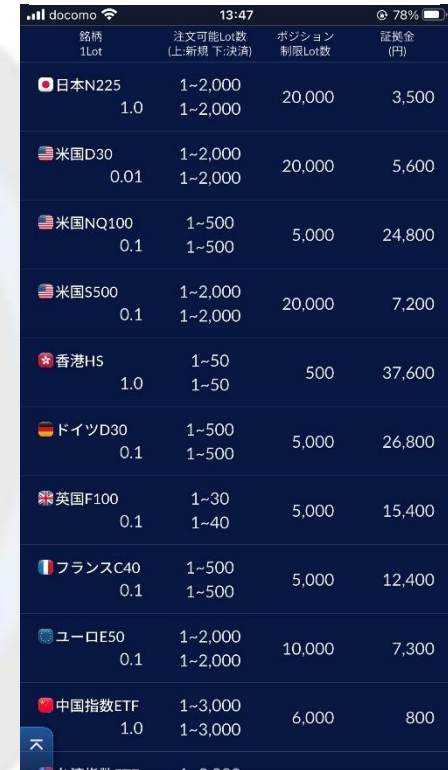 docomo 13:47 78%
銘柄 注文可能Lot数 ポジション 証拠金
1Lot (上:新規 下:決済) 制限Lot数 (円)
日本N225 1~2,000 20,000 3,500
1.0 1~2,000
米国D30 1~2,000 20,000 5,600
0.01 1~2,000
米国NQ100 1~500 5,000 24,800
0.1 1~500
米国S500 1~2,000 20,000 7,200
0.1 1~2,000
香港HS 1~50 500 37,600
1.0 1~50
ドイツD30 1~500 5,000 26,800
0.1 1~500
英国F100 1~30 5,000 15,400
0.1 1~40
フランスC40 1~500 5,000 12,400
0.1 1~500
ユーロE50 1~2,000 10,000 7,300
0.1 1~2,000
中国指数ETF 1~3,000 6,000 800
1.0 1~3,000